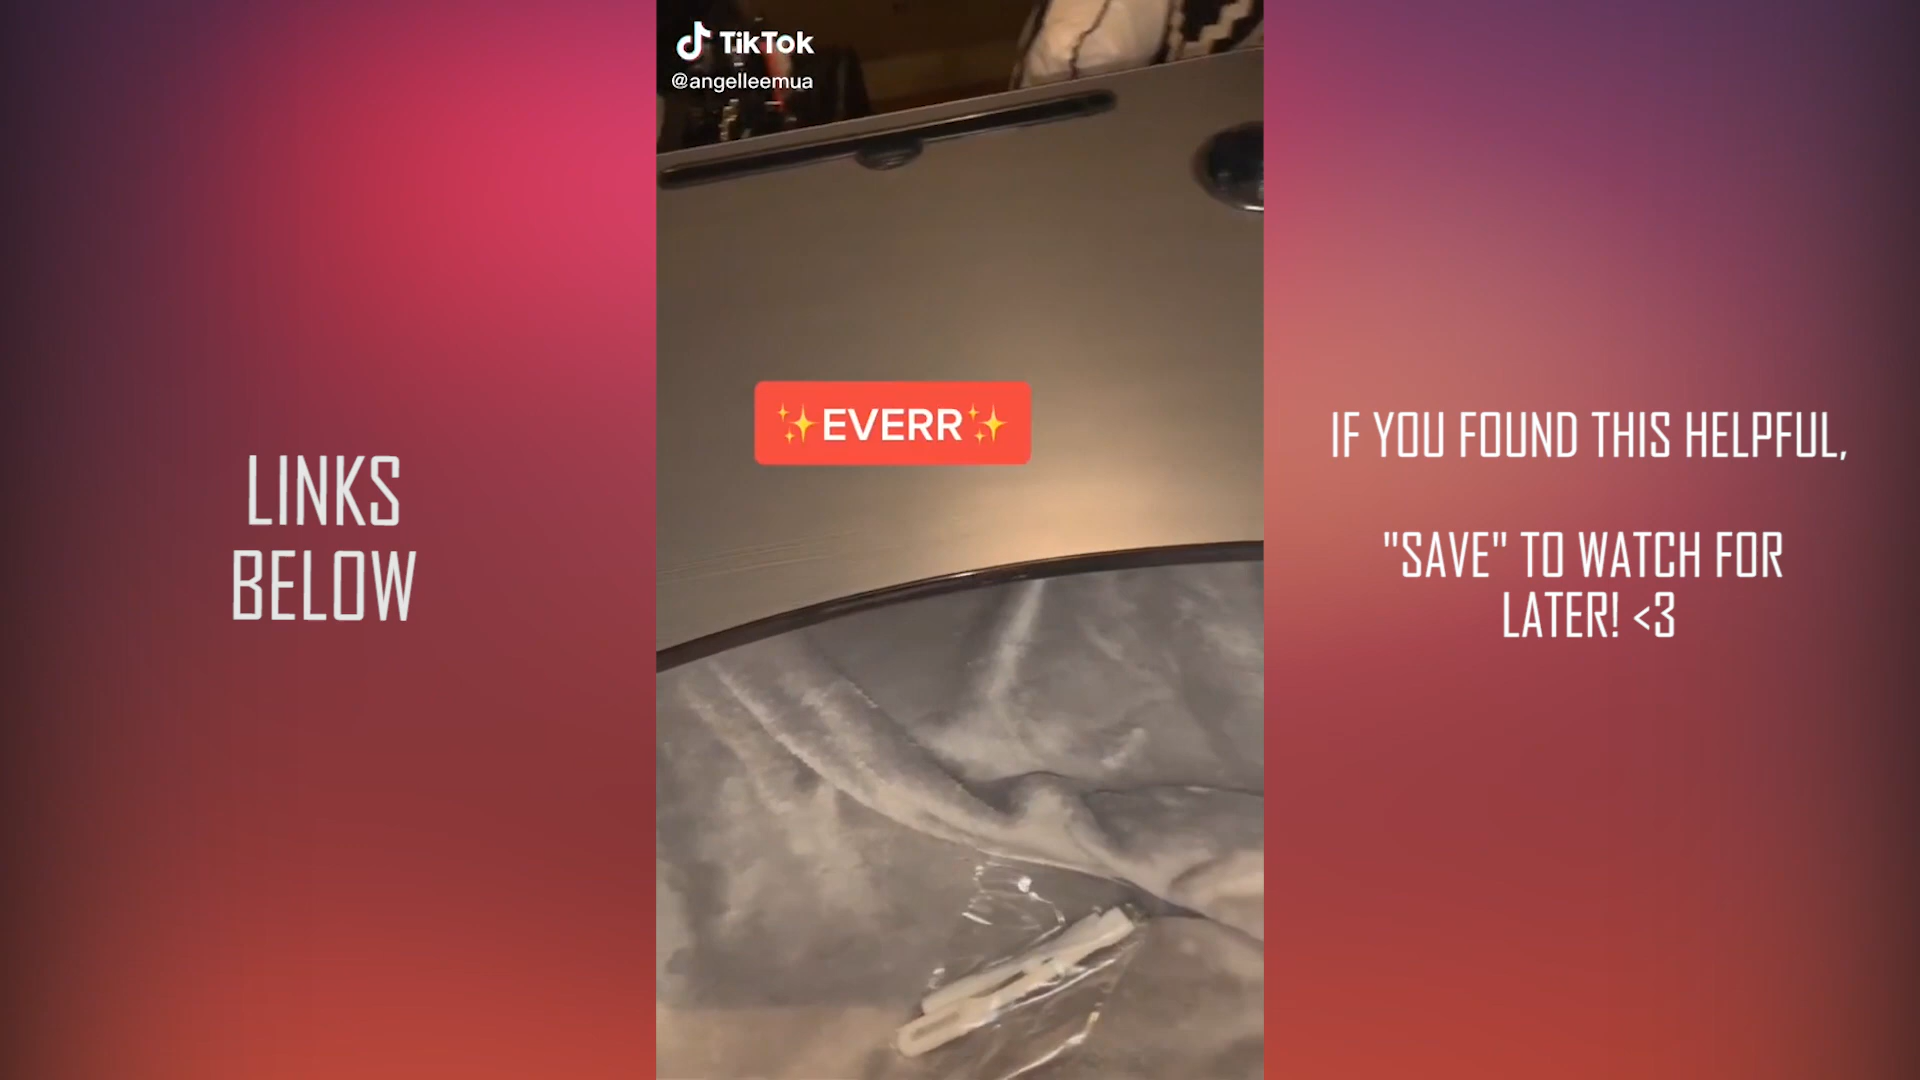 TikTok
@angelleemua
✨EVERR✨
LINKS
BELOW
IF YOU FOUND THIS HELPFUL,
"SAVE" TO WATCH FOR
LATER! <3